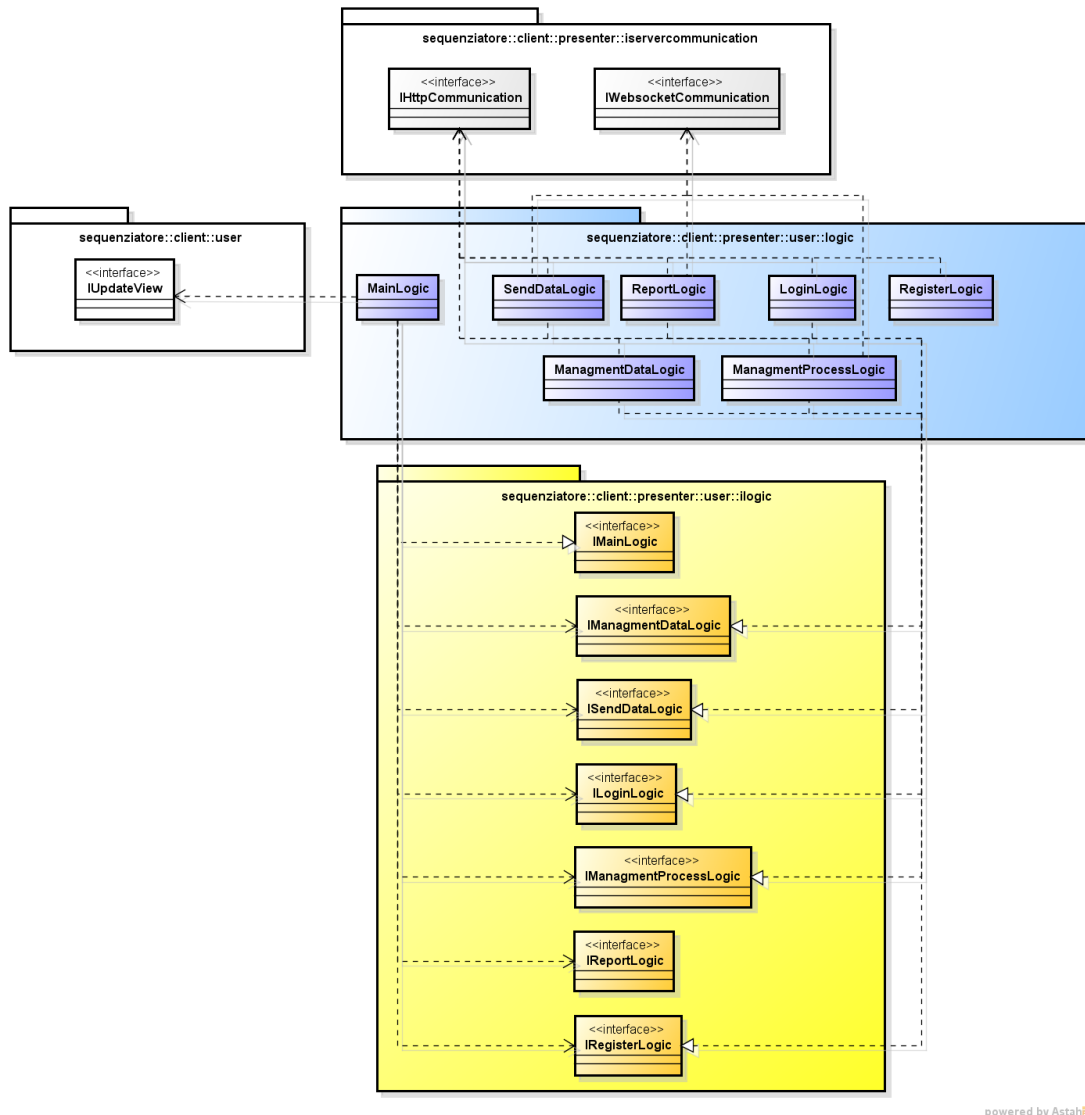 sequenziatore::client::presenter::iservercommunication
<<interface>>
IHttpCommunication
<<interface>>
IWebsocketCommunication
sequenziatore::client::user
<<interface>>
IUpdateView
sequenziatore::client::presenter::user::logic
MainLogic
SendDataLogic
ReportLogic
LoginLogic
RegisterLogic
ManagmentDataLogic
ManagmentProcessLogic
sequenziatore::client::presenter::user::ilogic
<<interface>>
IMainLogic
<<interface>>
IManagmentDataLogic
<<interface>>
ISendDataLogic
<<interface>>
ILoginLogic
<<interface>>
IManagmentProcessLogic
<<interface>>
IReportLogic
<<interface>>
IRegisterLogic
powered by Astah